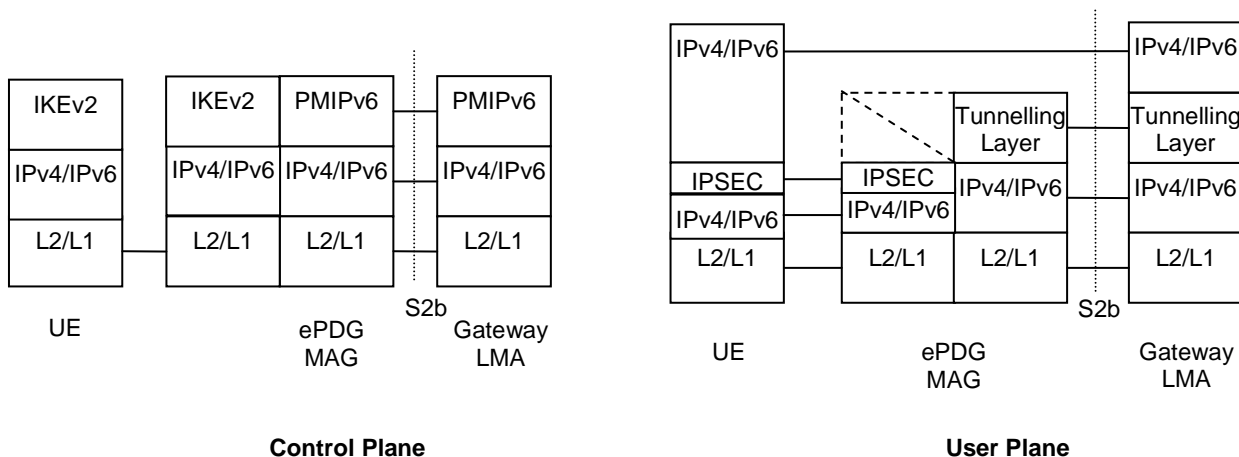 IKEv2
IPv4/IPv6
L2/L1
UE
IKEv2
PMIPv6
IPv4/IPv6
IPv4/IPv6
L2/L1
L2/L1
ePDG
MAG
S2b
PMIPv6
IPv4/IPv6
L2/L1
Gateway
LMA
Control Plane
IPv4/IPv6
IPSEC
IPv4/IPv6
L2/L1
UE
Tunnelling
Layer
IPSEC
IPv4/IPv6
IPv4/IPv6
L2/L1
L2/L1
ePDG
MAG
S2b
IPv4/IPv6
Tunnelling
Layer
IPv4/IPv6
L2/L1
Gateway
LMA
User Plane